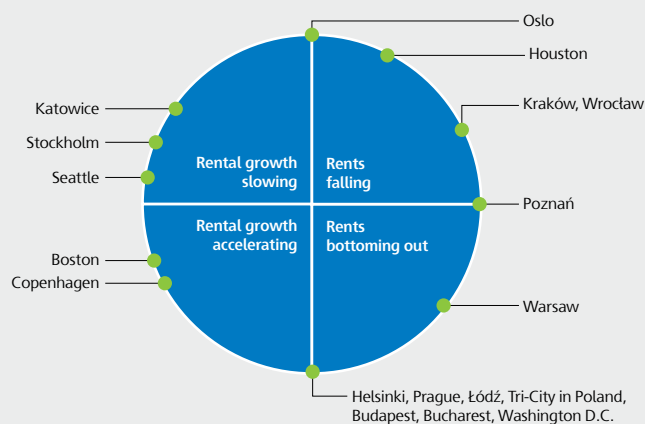 Oslo
Houston
Kraków, Wrocław
Katowice
Stockholm
Seattle
Rental growth
slowing
Rents
falling
Poznań
Rental growth
accelerating
Rents
bottoming out
Boston
Copenhagen
Warsaw
Helsinki, Prague, Łódź, Tri-City in Poland,
Budapest, Bucharest, Washington D.C.